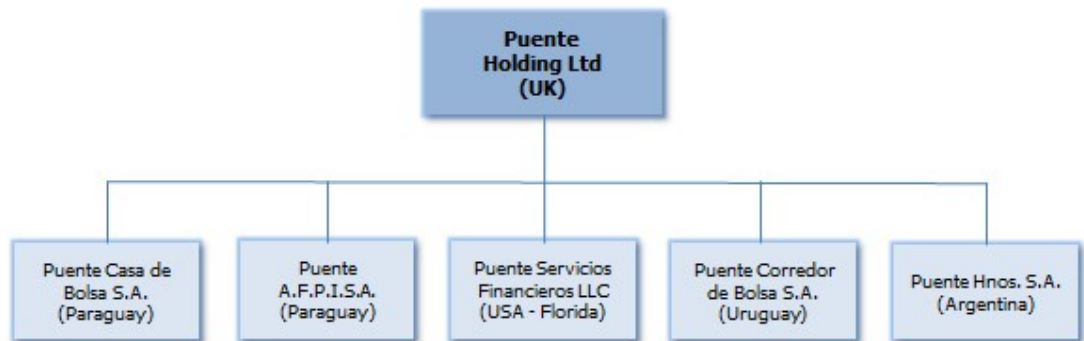 Puente
Holding Ltd
(UK)
Puente Casa de
Bolsa S.A.
(Paraguay)
Puente
A.F.P.I.S.A.
(Paraguay)
Puente Servicios
Financieros LLC
(USA - Florida)
Puente Corredor
de Bolsa S.A.
(Uruguay)
Puente Hnos. S.A.
(Argentina)